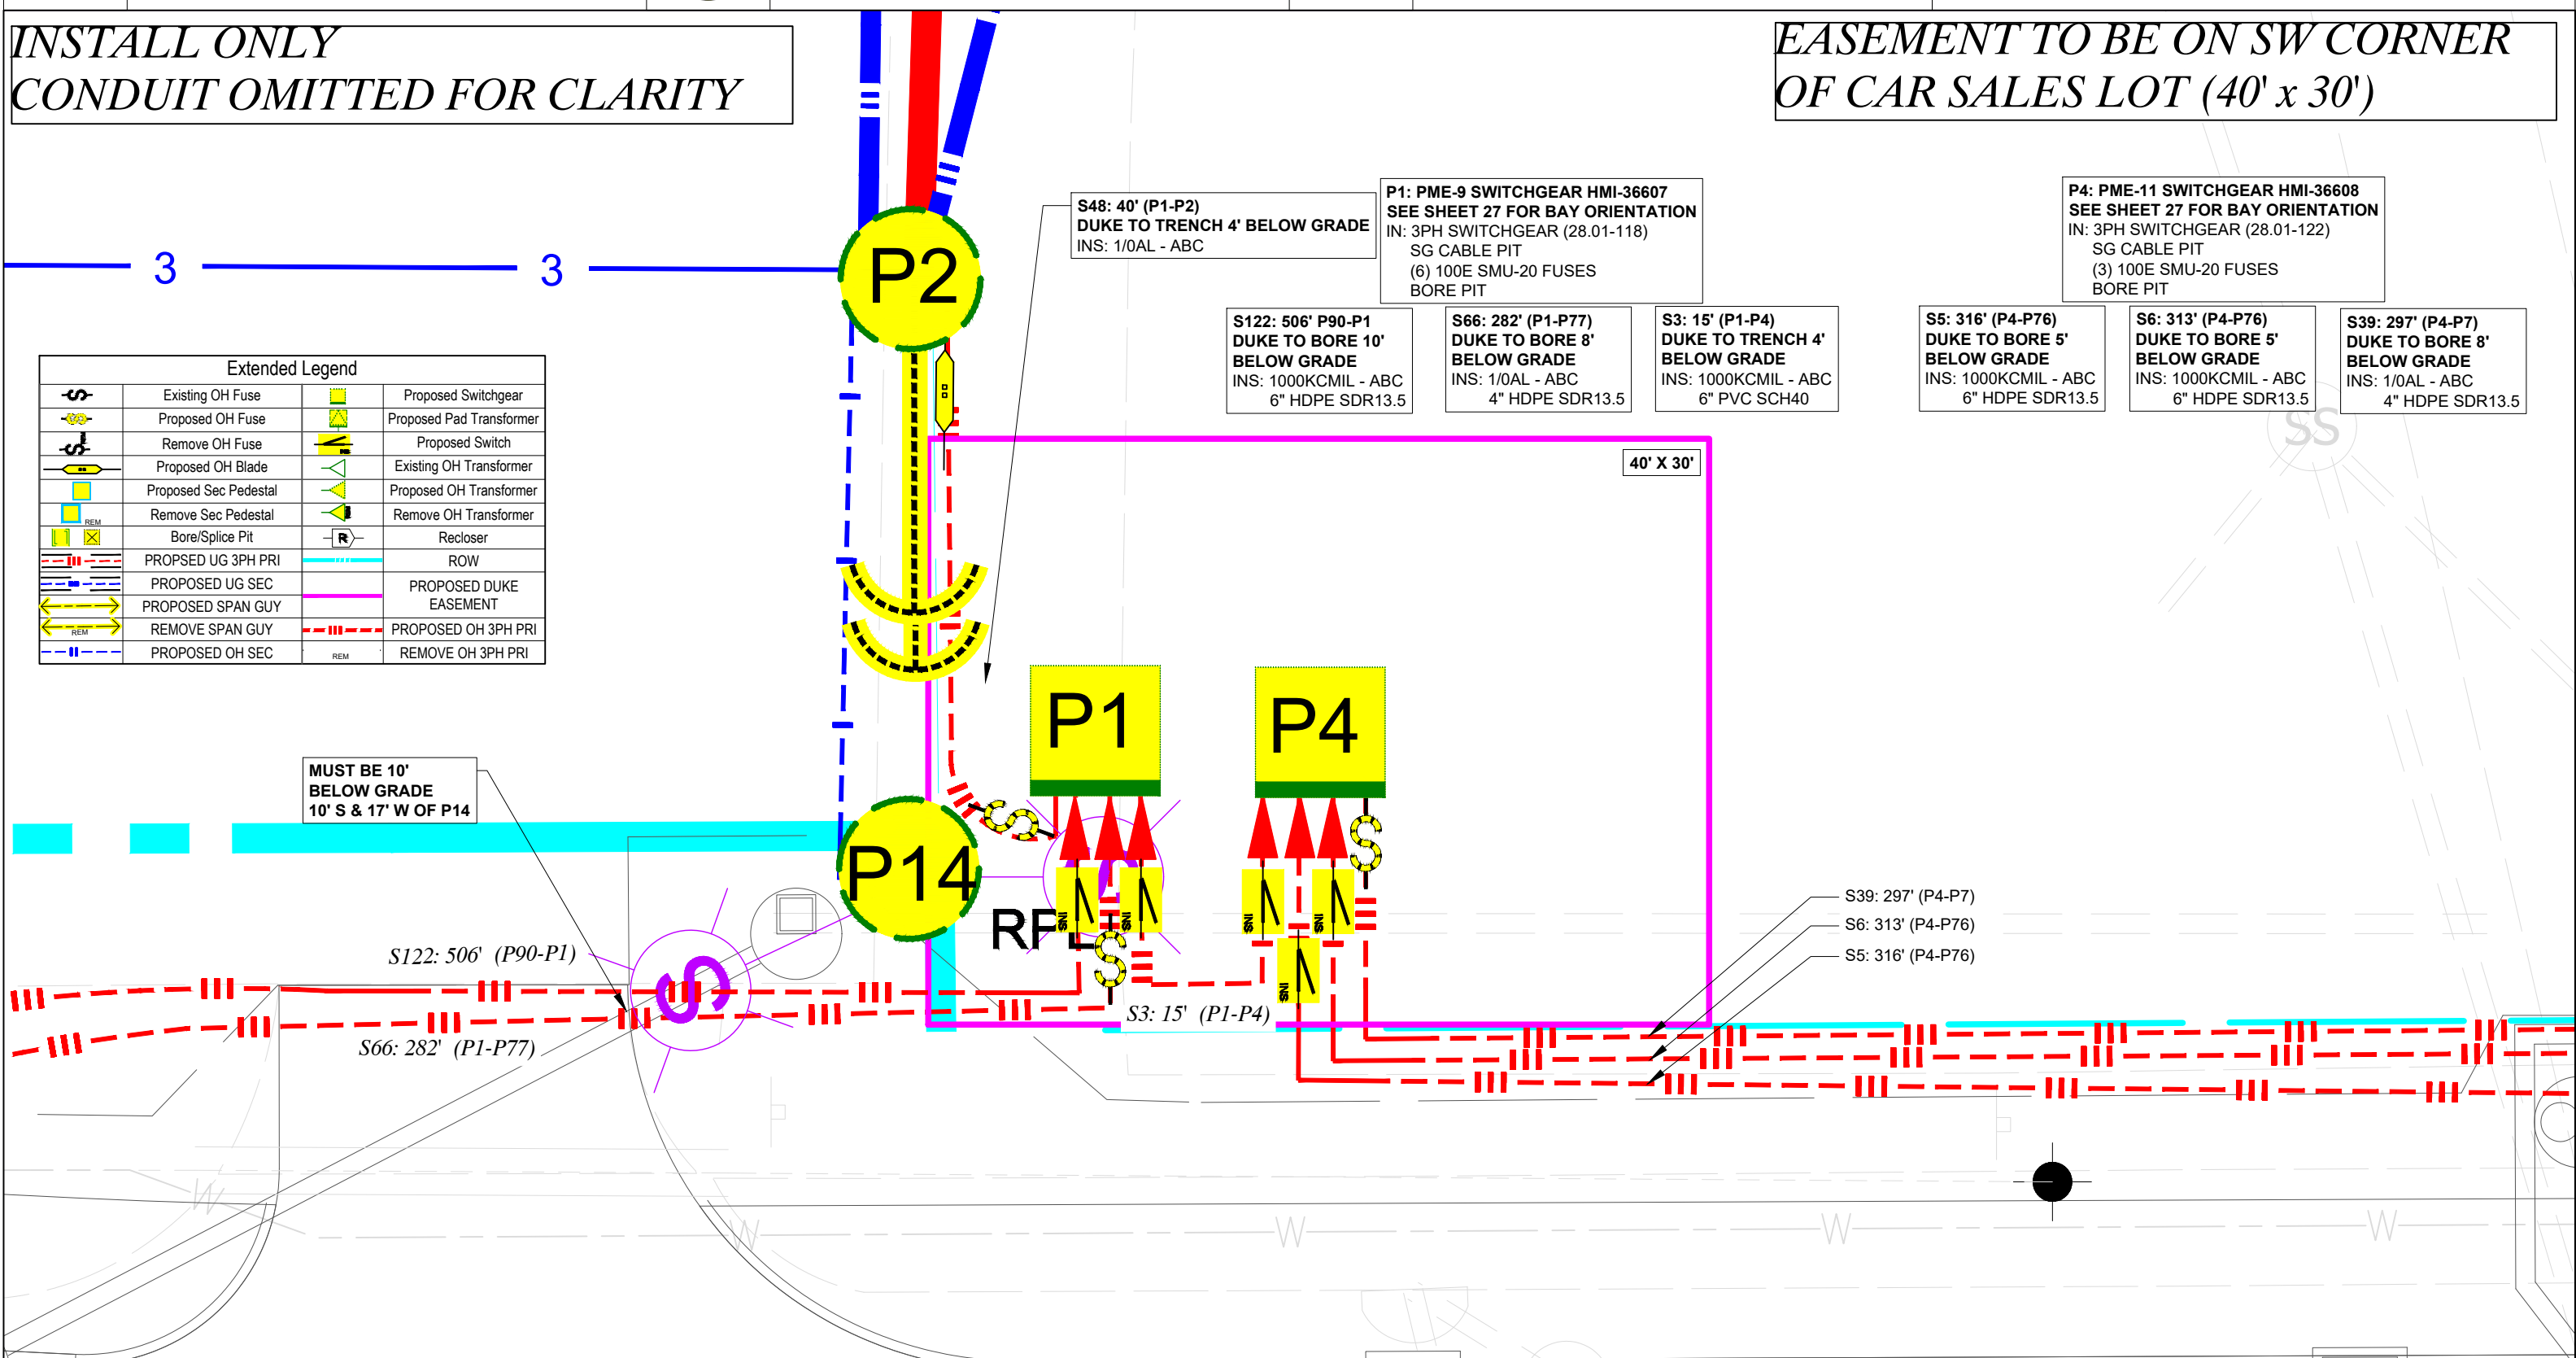 INSTALL ONLY
CONDUIT OMITTED FOR CLARITY
EASEMENT TO BE ON SW CORNER
OF CAR SALES LOT (40' x 30')
S48: 40' (P1-P2)
DUKE TO TRENCH 4' BELOW GRADE
INS: 1/0AL - ABC
P1: PME-9 SWITCHGEAR HMI-36607
SEE SHEET 27 FOR BAY ORIENTATION
IN: 3PH SWITCHGEAR (28.01-118)
SG CABLE PIT
(6) 100E SMU-20 FUSES
BORE PIT
P4: PME-11 SWITCHGEAR HMI-36608
SEE SHEET 27 FOR BAY ORIENTATION
IN: 3PH SWITCHGEAR (28.01-122)
SG CABLE PIT
(3) 100E SMU-20 FUSES
BORE PIT
S122: 506' P90-P1
DUKE TO BORE 10'
BELOW GRADE
INS: 1000KCMIL - ABC
6" HDPE SDR13.5
S66: 282' (P1-P77)
DUKE TO BORE 8'
BELOW GRADE
INS: 1/0AL - ABC
4" HDPE SDR13.5
S3: 15' (P1-P4)
DUKE TO TRENCH 4'
BELOW GRADE
INS: 1000KCMIL - ABC
6" PVC SCH40
S5: 316' (P4-P76)
DUKE TO BORE 5'
BELOW GRADE
INS: 1000KCMIL - ABC
6" HDPE SDR13.5
S6: 313' (P4-P76)
DUKE TO BORE 5'
BELOW GRADE
INS: 1000KCMIL - ABC
6" HDPE SDR13.5
S39: 297' (P4-P7)
DUKE TO BORE 8'
BELOW GRADE
INS: 1/0AL - ABC
4" HDPE SDR13.5
P2
3
3
Extended Legend
Existing OH Fuse
Proposed Switchgear
Proposed OH Fuse
Proposed Pad Transformer
Remove OH Fuse
Proposed Switch
Proposed OH Blade
Existing OH Transformer
Proposed Sec Pedestal
Proposed OH Transformer
REM
Remove Sec Pedestal
Remove OH Transformer
Bore/Splice Pit
R
Recloser
PROPSED UG 3PH PRI
ROW
PROPOSED UG SEC
PROPOSED DUKE
EASEMENT
PROPOSED SPAN GUY
REM
REMOVE SPAN GUY
PROPOSED OH 3PH PRI
PROPOSED OH SEC
REM
REMOVE OH 3PH PRI
SS
40' X 30'
P1
P4
MUST BE 10'
BELOW GRADE
10' S & 17' W OF P14
P14
INS
INS
INS
INS
INS
S39: 297' (P4-P7)
S6: 313' (P4-P76)
S5: 316' (P4-P76)
S122: 506' (P90-P1)
S3: 15' (P1-P4)
S66: 282' (P1-P77)
W
W
W
W
W